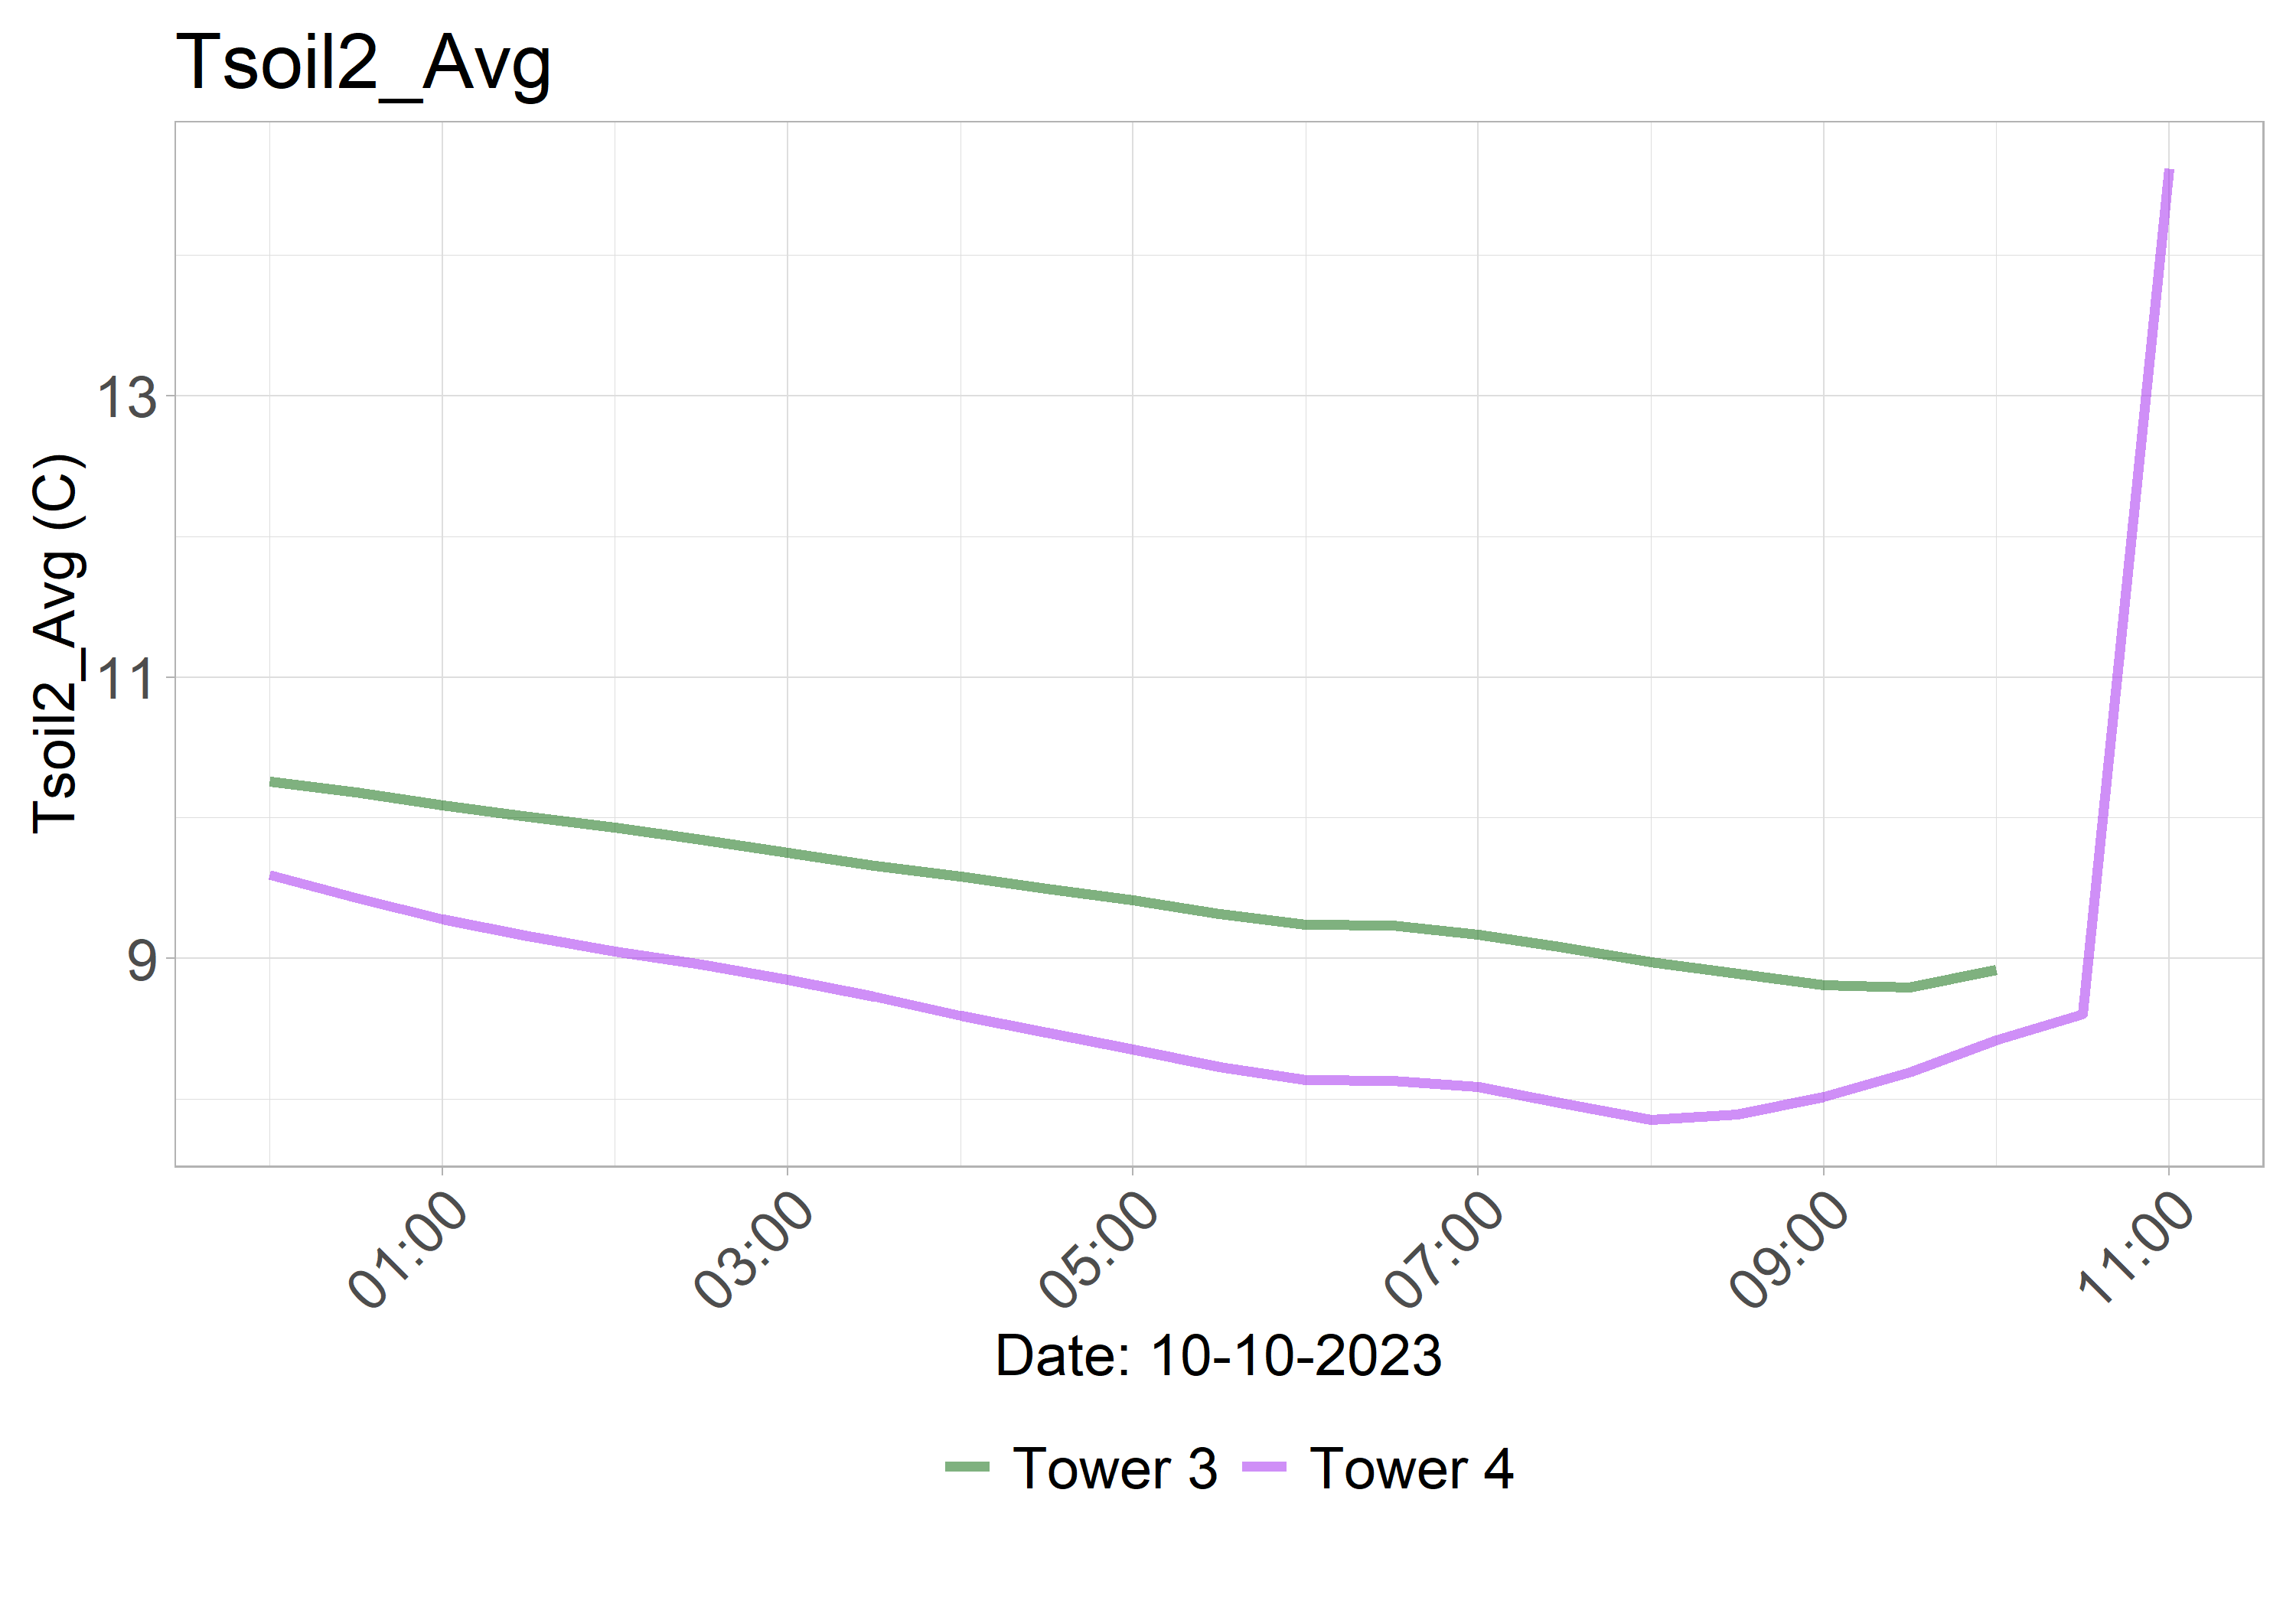 Tsoil2_Avg
Tsoil2_Avg (C)
13
11
9
01:00
03:00
05:00
07:00
09:00
11:00
Date: 10-10-2023
Tower 3
Tower 4